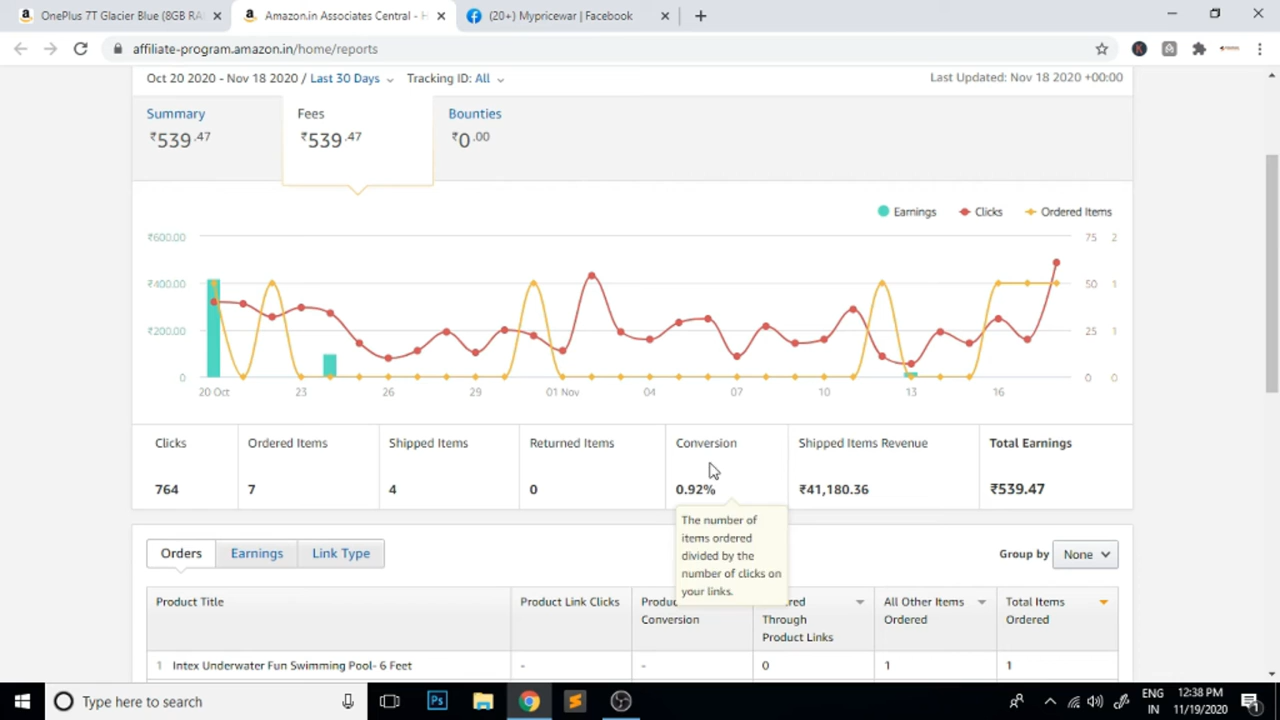 OnePlus 7T Glacier Blue (8GB RA
Amazon.in Associates Central -
(20+) Mypricewar | Facebook
affiliate-program.amazon.in/home/reports
Oct 20 2020 - Nov 18 2020 / Last 30 Days
Tracking ID: All
Last Updated: Nov 18 2020 +00:00
Summary
₹539.47
Fees
₹539.47
Bounties
₹0.00
Earnings
Clicks
Ordered Items
₹600.00
75 2
₹400.00
50 1
₹200.00
25 1
0
0 0
20 Oct 23 26 29 01 Nov 04 07 10 13 16
Clicks
Ordered Items
Shipped Items
Returned Items
Conversion
Shipped Items Revenue
Total Earnings
764
7
4
0
0.92%
₹41,180.36
₹539.47
The number of
items ordered
divided by the
number of clicks on
your links.
Orders
Earnings
Link Type
Group by
None
Product Title
Product Link Clicks
Conversion
Through
Product Links
All Other Items
Ordered
Total Items
Ordered
1 Intex Underwater Fun Swimming Pool- 6 Feet
-
-
0
1
1
Type here to search
Ps
ENG
IN
12:38 PM
11/19/2020
1